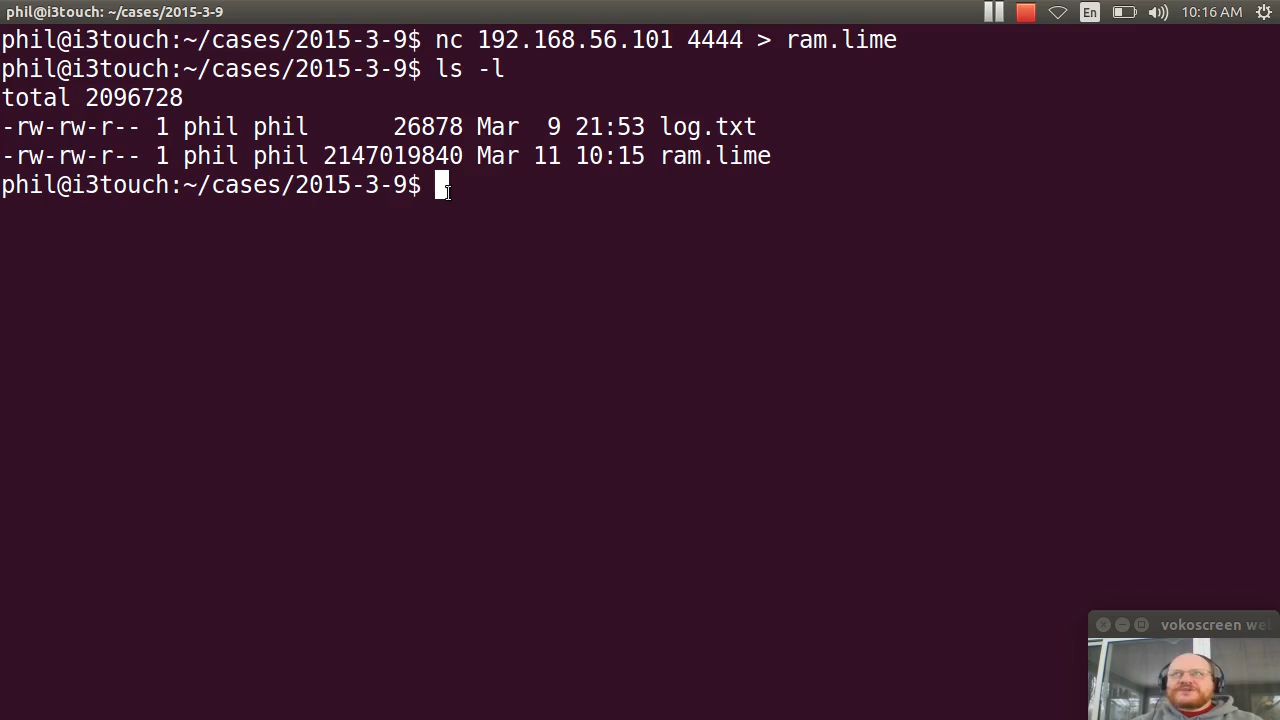 phil@i3touch: ~/cases/2015-3-9
En
10:16 AM
phil@i3touch:~/cases/2015-3-9$ nc 192.168.56.101 4444 > ram.lime
phil@i3touch:~/cases/2015-3-9$ ls -l
total 2096728
-rw-rw-r-- 1 phil phil      26878 Mar  9 21:53 log.txt
-rw-rw-r-- 1 phil phil 2147019840 Mar 11 10:15 ram.lime
phil@i3touch:~/cases/2015-3-9$
vokoscreen we